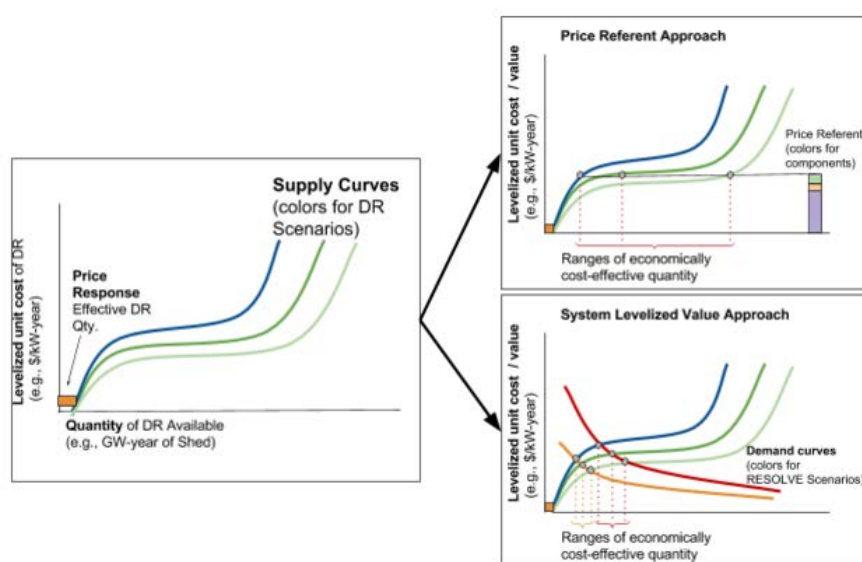 Supply Curves
(colors for DR
Scenarios)
Price
Response
Effective DR
Qty.
Levelized unit cost of DR
(e.g., $/kW-year)
Quantity of DR Available
(e.g., GW-year of Shed)
Price Referent Approach
Levelized unit cost / value
(e.g., $/kW-year)
Price Referent
(colors for
components)
Ranges of economically
cost-effective quantity
System Levelized Value Approach
Levelized unit cost / value
(e.g., $/kW-year)
Demand curves
(colors for
RESOLVE Scenarios)
Ranges of economically
cost-effective quantity